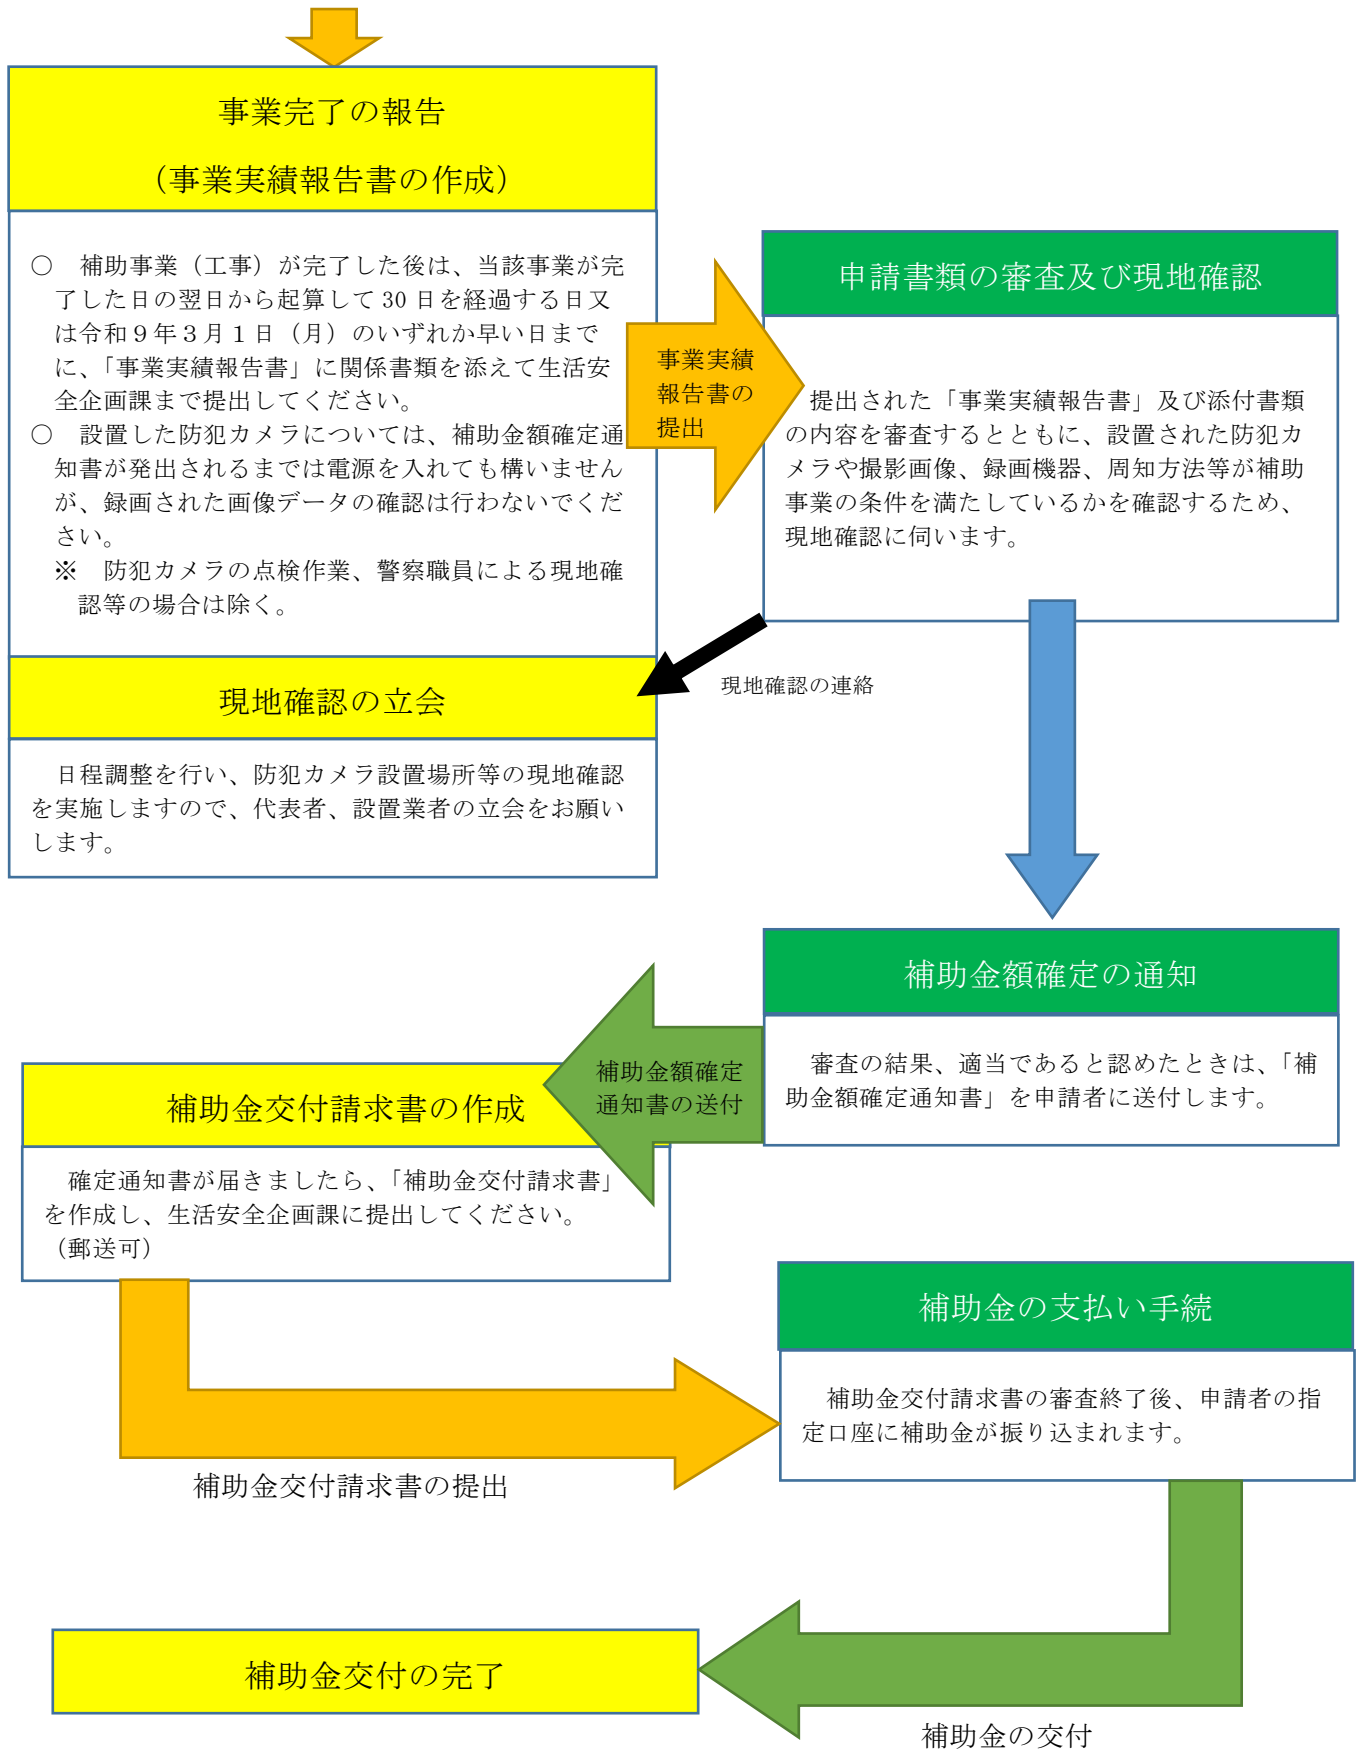 事業完了の報告
（事業実績報告書の作成）
○　補助事業（工事）が完了した後は、当該事業が完
了した日の翌日から起算して 30 日を経過する日又
は令和９年３月１日（月）のいずれか早い日まで
に、「事業実績報告書」に関係書類を添えて生活安
全企画課まで提出してください。
○　設置した防犯カメラについては、補助金額確定通
知書が発出されるまでは電源を入れても構いません
が、録画された画像データの確認は行わないでくだ
さい。
※　防犯カメラの点検作業、警察職員による現地確
認等の場合は除く。
事業実績
報告書の
提出
申請書類の審査及び現地確認
提出された「事業実績報告書」及び添付書類
の内容を審査するとともに、設置された防犯カ
メラや撮影画像、録画機器、周知方法等が補助
事業の条件を満たしているかを確認するため、
現地確認に伺います。
現地確認の連絡
現地確認の立会
日程調整を行い、防犯カメラ設置場所等の現地確認
を実施しますので、代表者、設置業者の立会をお願い
します。
補助金額確定の通知
審査の結果、適当であると認めたときは、「補
助金額確定通知書」を申請者に送付します。
補助金額確定
通知書の送付
補助金交付請求書の作成
確定通知書が届きましたら、「補助金交付請求書」
を作成し、生活安全企画課に提出してください。
（郵送可）
補助金交付請求書の提出
補助金の支払い手続
補助金交付請求書の審査終了後、申請者の指
定口座に補助金が振り込まれます。
補助金交付の完了
補助金の交付